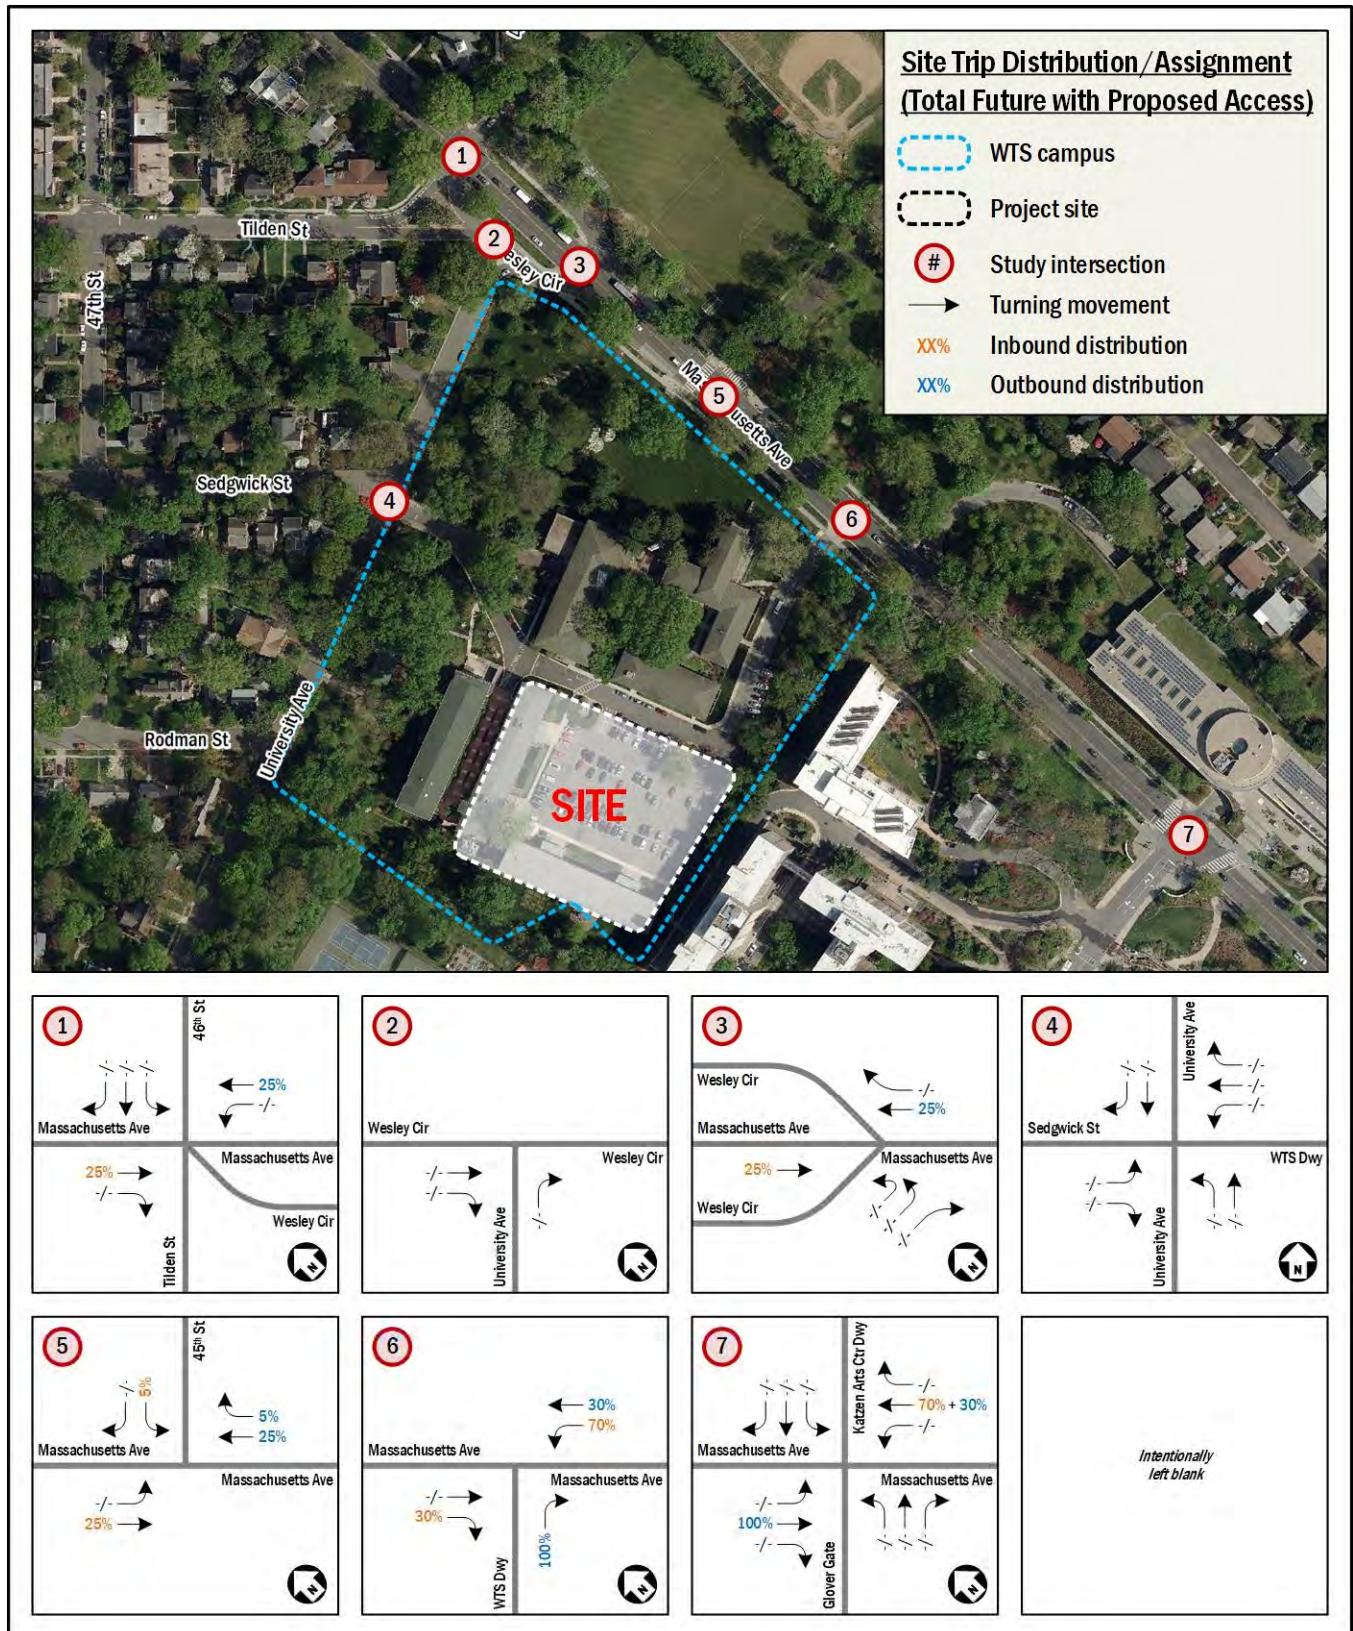 Site Trip Distribution/Assignment
(Total Future with Proposed Access)
WTS campus
Project site
# Study intersection
Turning movement
XX% Inbound distribution
XX% Outbound distribution
1
2
3
4
5
6
7
Tilden St
47th St
Sedgwick St
Rodman St
University Ave
SITE
1
46th St
-/- -/- -/-
25%
-/-
Massachusetts Ave
Massachusetts Ave
25%
-/-
Wesley Cir
Tilden St
N
2
Wesley Cir
Wesley Cir
-/-
-/-
-/-
University Ave
N
3
Wesley Cir
-/-
25%
Massachusetts Ave
Massachusetts Ave
25%
Wesley Cir
-/- -/- -/-
N
4
University Ave
-/- -/-
-/-
-/-
-/-
Sedgwick St
WTS Dwy
-/-
-/-
-/- -/-
University Ave
N
5
45th St
-/- 5%
5%
25%
Massachusetts Ave
Massachusetts Ave
-/-
25%
N
6
30%
70%
Massachusetts Ave
Massachusetts Ave
-/-
30%
100%
WTS Dwy
N
7
Katzen Arts Ctr Dwy
-/- -/- -/-
-/-
70% + 30%
-/-
Massachusetts Ave
Massachusetts Ave
-/-
100%
-/-
-/- -/- -/-
Glover Gate
N
Intentionally
left blank